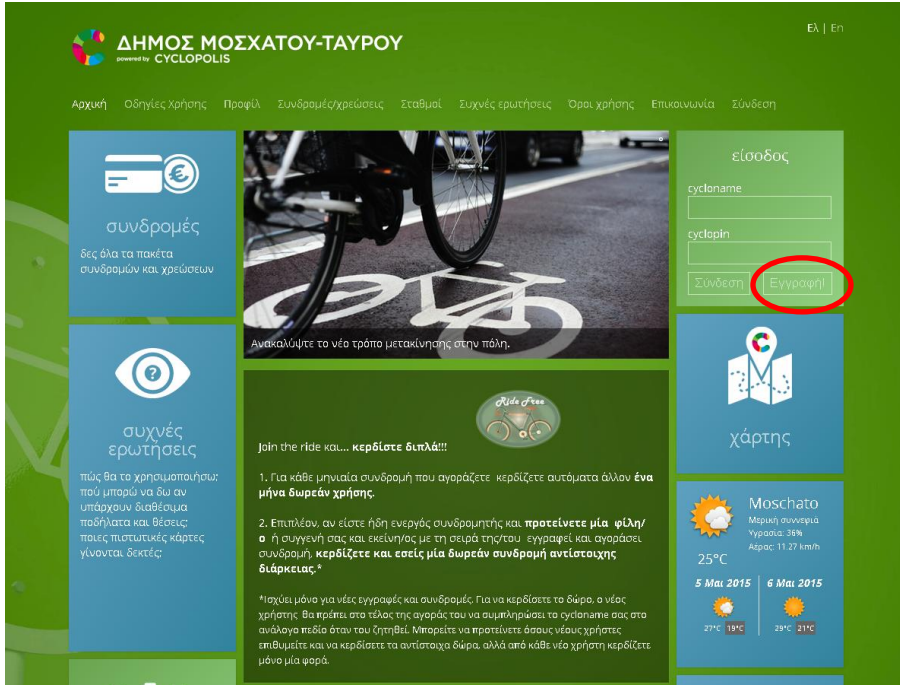 Ελ | En
ΔΗΜΟΣ ΜΟΣΧΑΤΟΥ-ΤΑΥΡΟΥ
powered by CYCLOPOLIS
Αρχική Οδηγίες Χρήσης Προφίλ Συνδρομές/χρεώσεις Σταθμοί Συχνές ερωτήσεις Όροι χρήσης Επικοινωνία Σύνδεση
συνδρομές
δες όλα τα πακέτα
συνδρομών και χρεώσεων
συχνές
ερωτήσεις
πώς θα το χρησιμοποιήσω;
πού μπορώ να δω αν
υπάρχουν διαθέσιμα
ποδήλατα και θέσεις;
ποιες πιστωτικές κάρτες
γίνονται δεκτές;
Ανακαλύψτε το νέο τρόπο μετακίνησης στην πόλη.
Ride Free
Join the ride και... κερδίστε διπλά!!!
1. Για κάθε μηνιαία συνδρομή που αγοράζετε κερδίζετε αυτόματα άλλον ένα
μήνα δωρεάν χρήσης.
2. Επιπλέον, αν είστε ήδη ενεργός συνδρομητής και προτείνετε μία φίλη/
ο ή συγγενή σας και εκείνη/ος με τη σειρά της/του εγγραφεί και αγοράσει
συνδρομή, κερδίζετε και εσείς μία δωρεάν συνδρομή αντίστοιχης
διάρκειας.*
*Ισχύει μόνο για νέες εγγραφές και συνδρομές. Για να κερδίσετε το δώρο, ο νέος
χρήστης θα πρέπει στο τέλος της αγοράς του να συμπληρώσει το cycloname σας στο
ανάλογο πεδίο όταν του ζητηθεί. Μπορείτε να προτείνετε όσους νέους χρήστες
επιθυμείτε και να κερδίσετε τα αντίστοιχα δώρα, αλλά από κάθε νέο χρήστη κερδίζετε
μόνο μία φορά.
είσοδος
cycloname
cyclopin
Σύνδεση Εγγραφή!
χάρτης
Moschato
Μερική συννεφιά
Υγρασία: 36%
Αέρας: 11.27 km/h
25°C
5 Μαι 2015 6 Μαι 2015
27°C 19°C 29°C 21°C